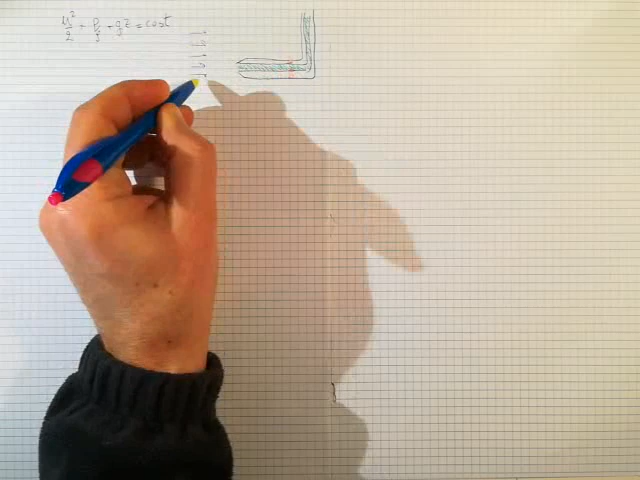 u²/2 + p/ρ + gz = cost